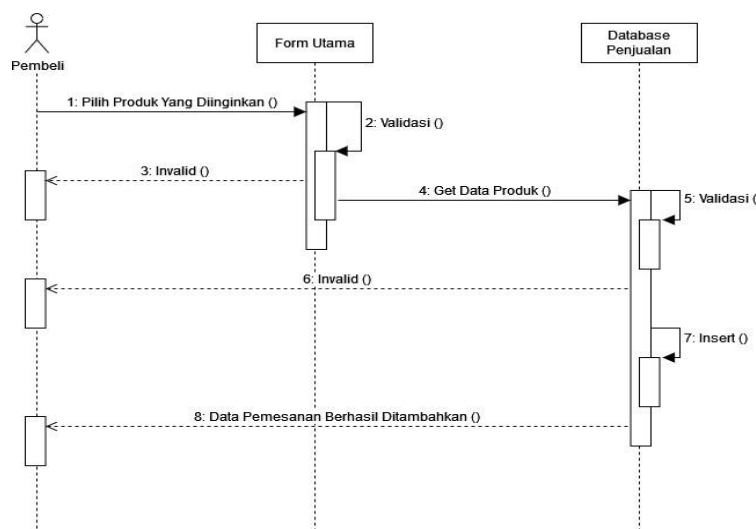 Pembeli
Form Utama
Database
Penjualan
1: Pilih Produk Yang Diinginkan ()
2: Validasi ()
3: Invalid ()
4: Get Data Produk ()
5: Validasi (
6: Invalid ()
7: Insert ()
8: Data Pemesanan Berhasil Ditambahkan ()